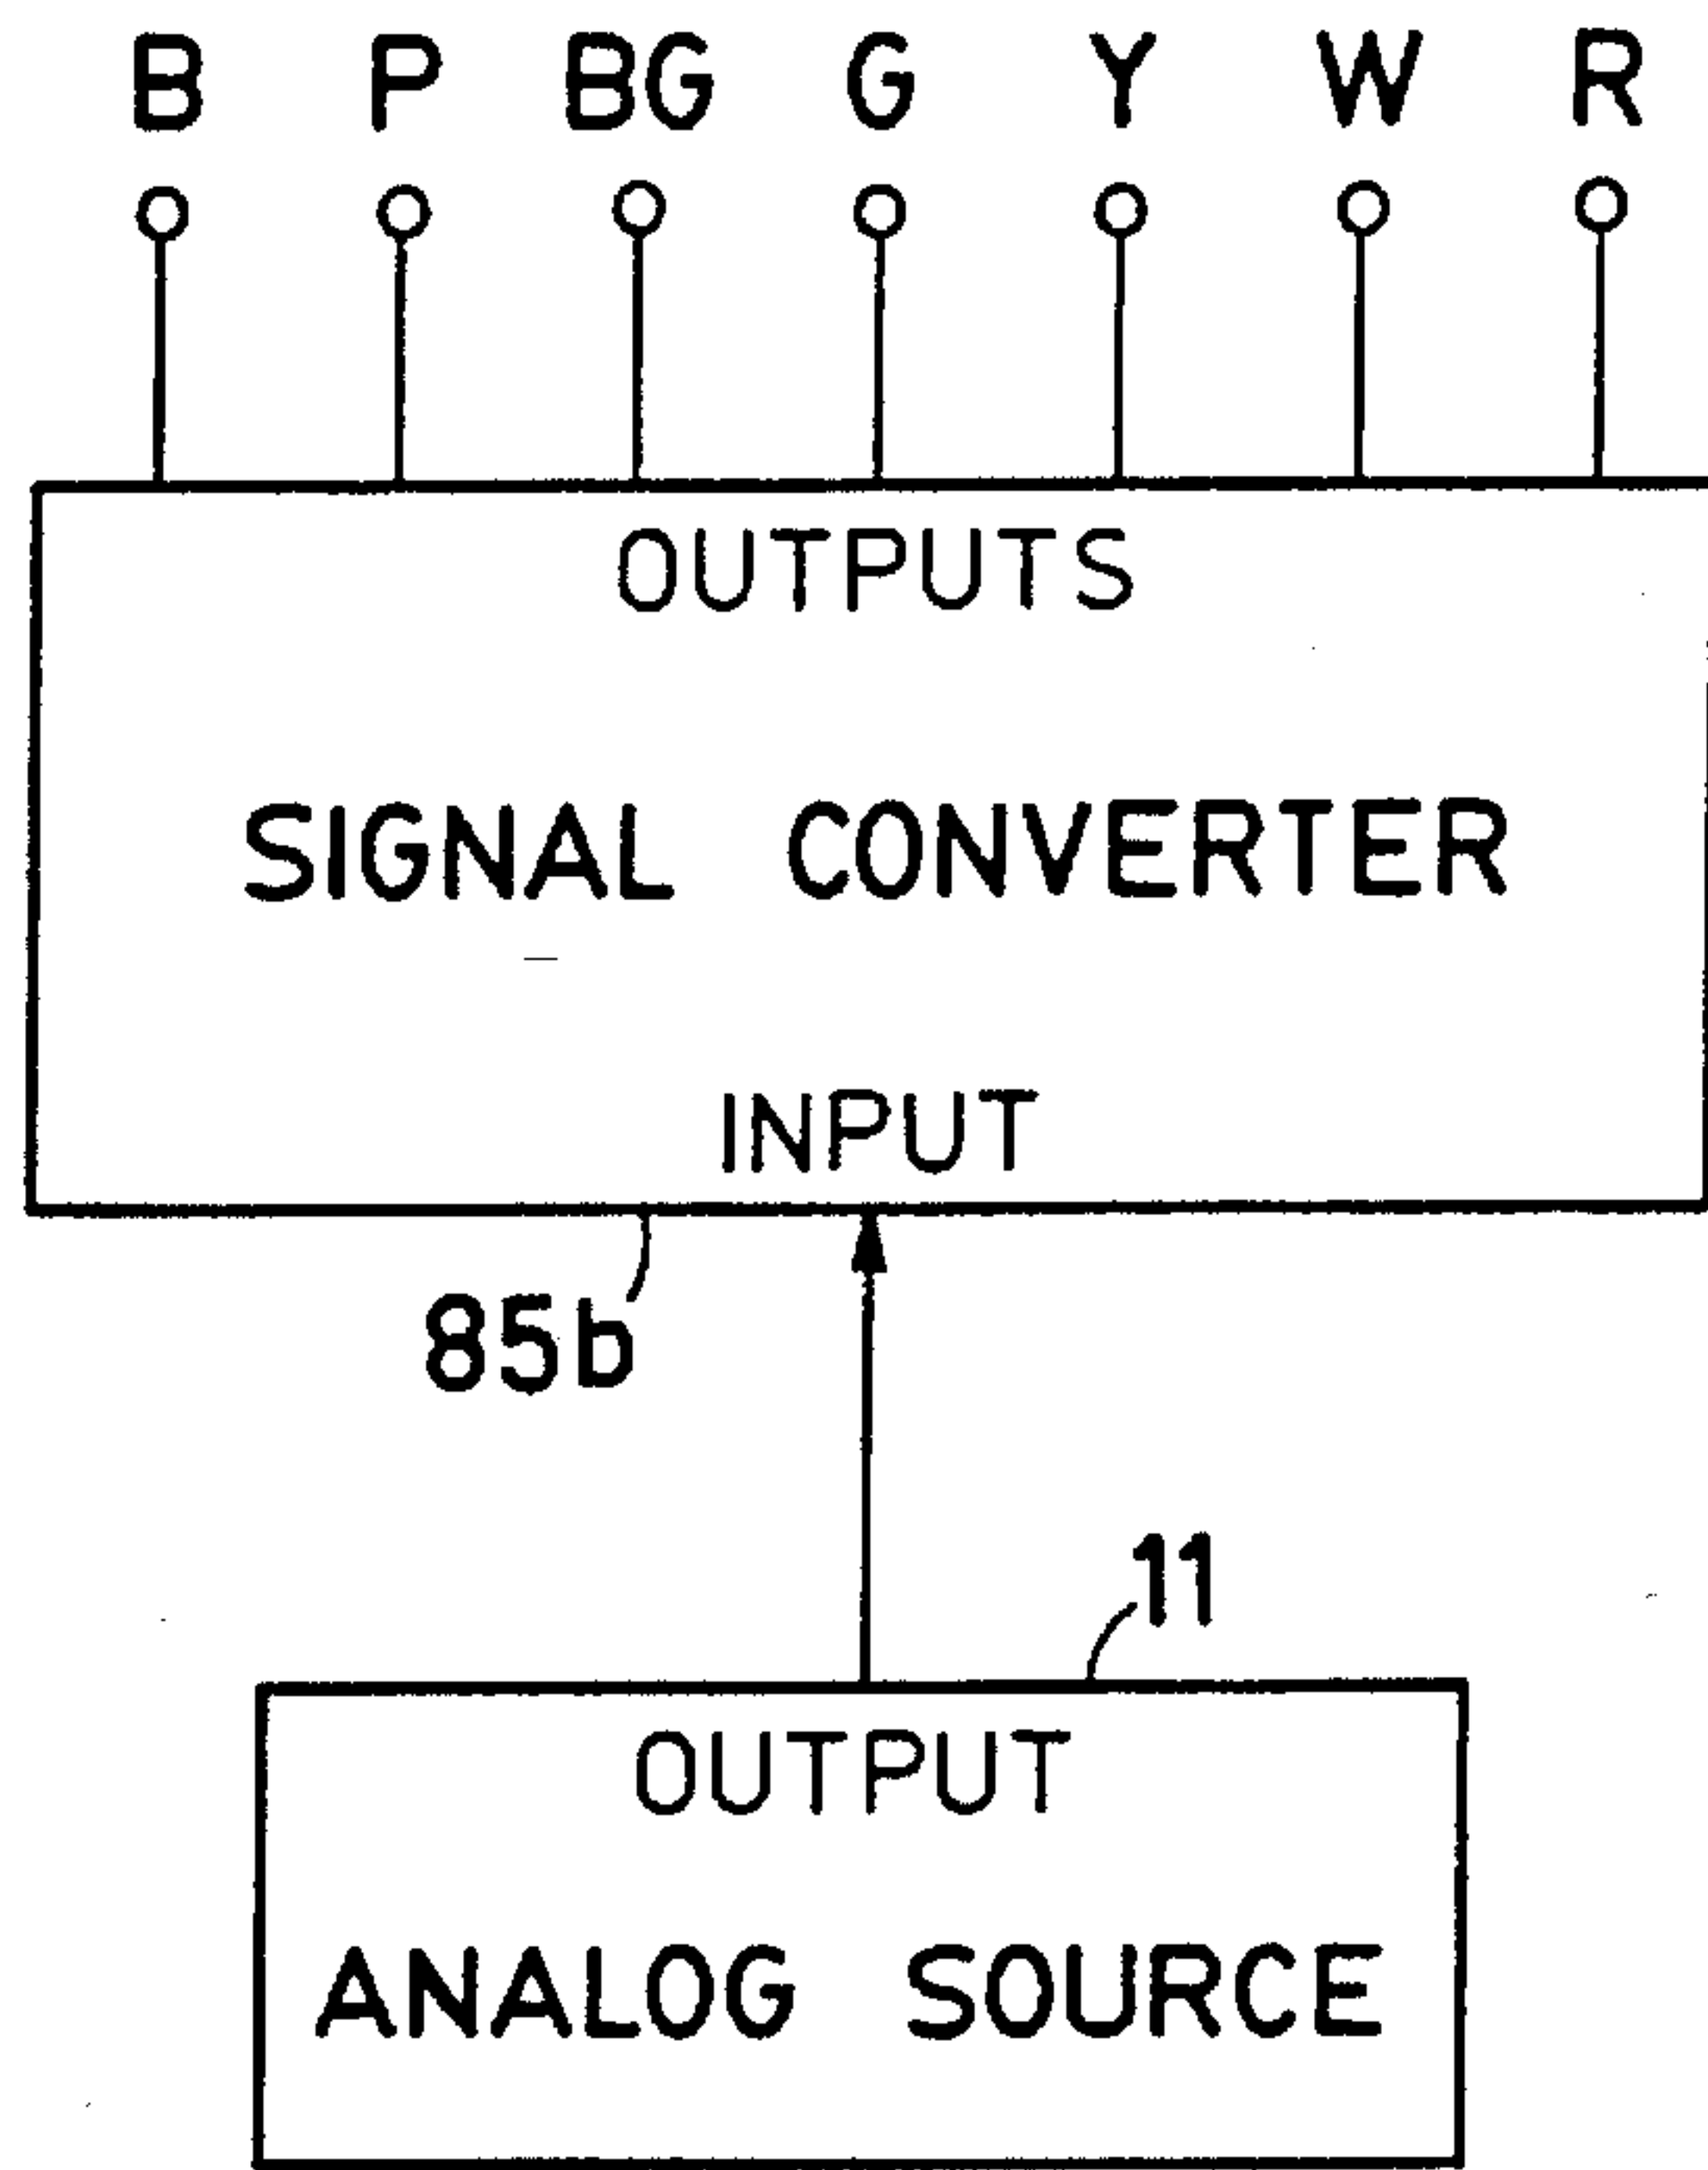 B P BG G Y W R
OUTPUTS
SIGNAL CONVERTER
INPUT
85b
11
OUTPUT
ANALOG SOURCE